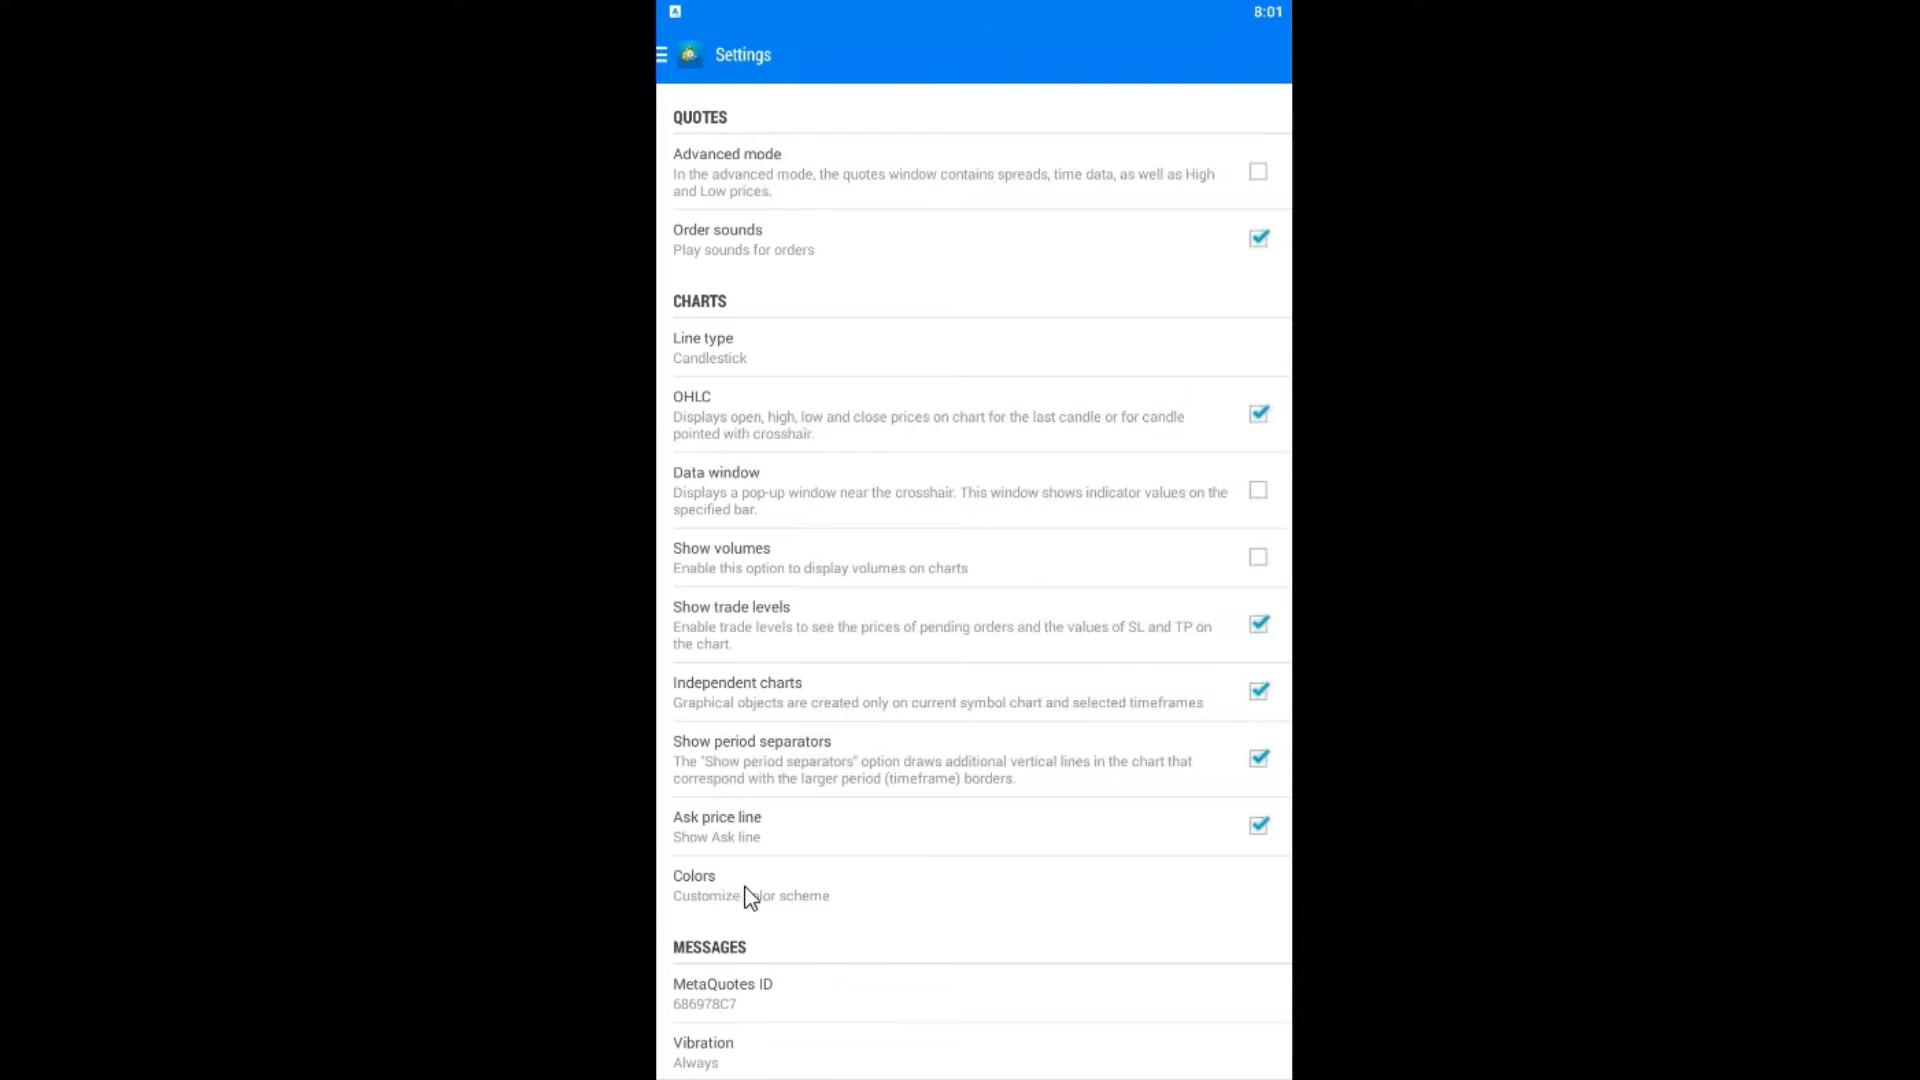 A
8:01
Settings
QUOTES
Advanced mode
In the advanced mode, the quotes window contains spreads, time data, as well as High
and Low prices.
Order sounds
Play sounds for orders
CHARTS
Line type
Candlestick
OHLC
Displays open, high, low and close prices on chart for the last candle or for candle
pointed with crosshair.
Data window
Displays a pop-up window near the crosshair. This window shows indicator values on the
specified bar.
Show volumes
Enable this option to display volumes on charts
Show trade levels
Enable trade levels to see the prices of pending orders and the values of SL and TP on
the chart.
Independent charts
Graphical objects are created only on current symbol chart and selected timeframes
Show period separators
The "Show period separators" option draws additional vertical lines in the chart that
correspond with the larger period (timeframe) borders.
Ask price line
Show Ask line
Colors
Customize color scheme
MESSAGES
MetaQuotes ID
686978C7
Vibration
Always